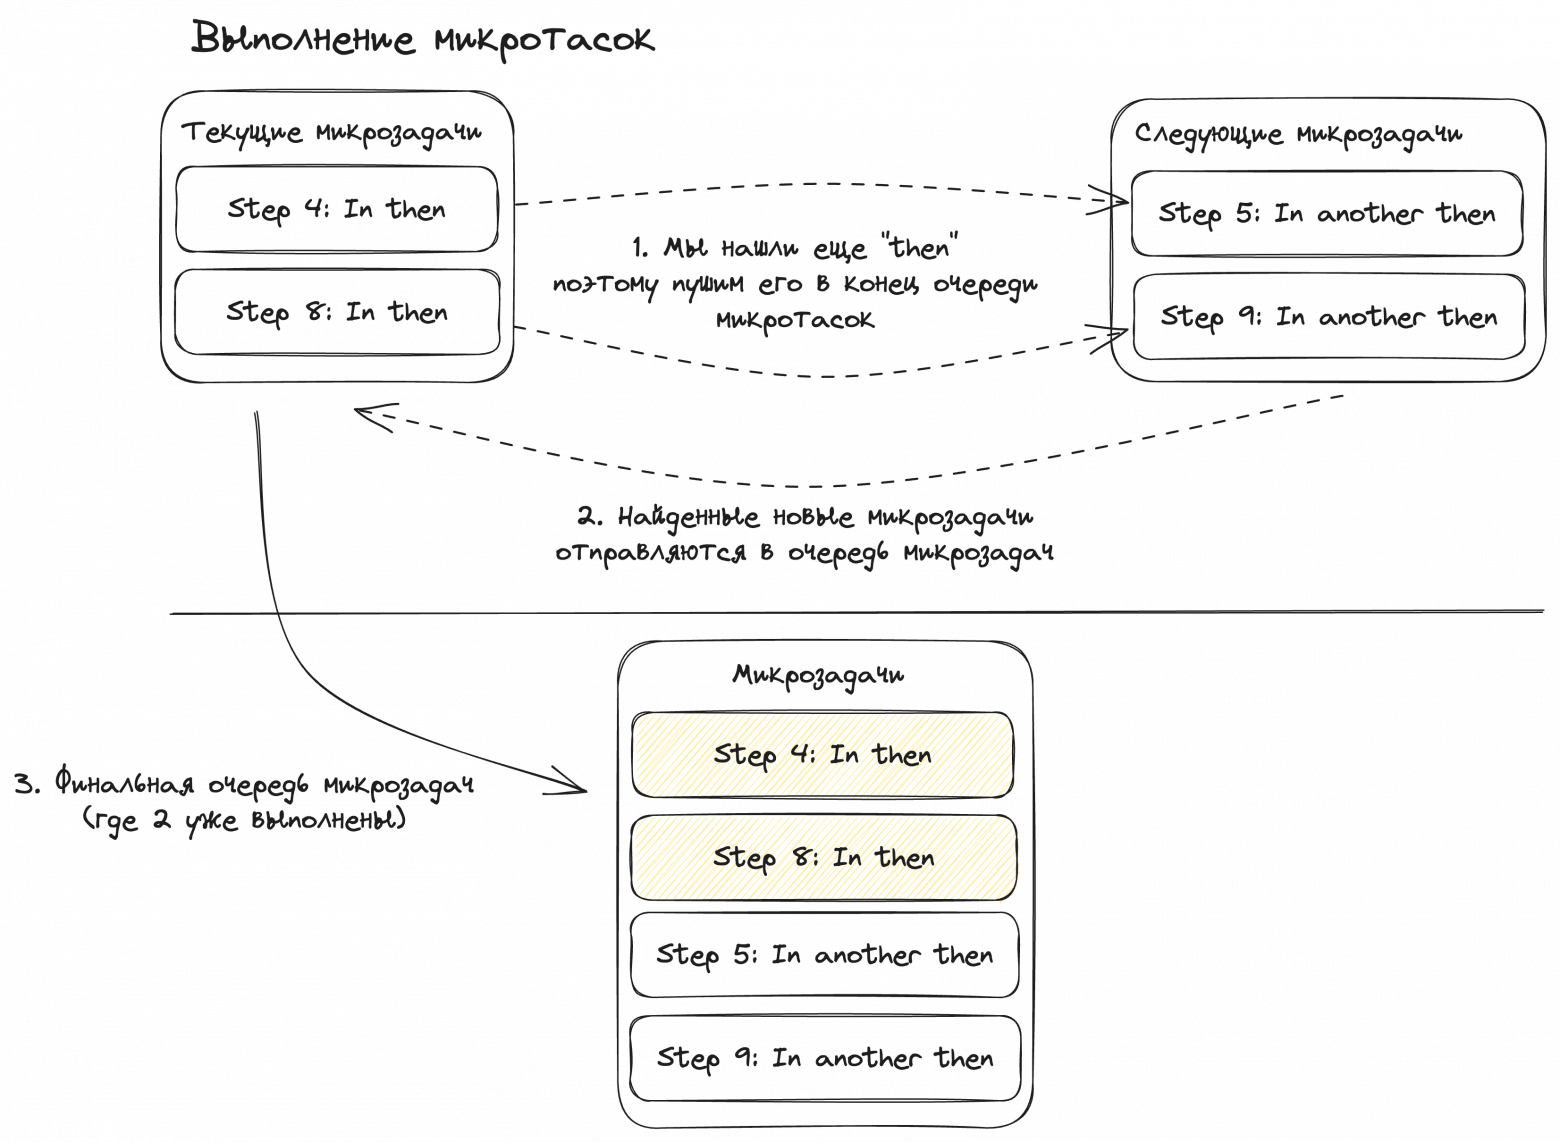 Выполнение микротасок
Текущие микрозадачи
Step 4: In then
Step 8: In then
1. Мы нашли еще "then"
поэтому пушим его в конец очереди
микротасок
Следующие микрозадачи
Step 5: In another then
Step 9: In another then
2. Найденные новые микрозадачи
отправляются в очередь микрозадач
3. Финальная очередь микрозадач
(где 2 уже выполнены)
Микрозадачи
Step 4: In then
Step 8: In then
Step 5: In another then
Step 9: In another then